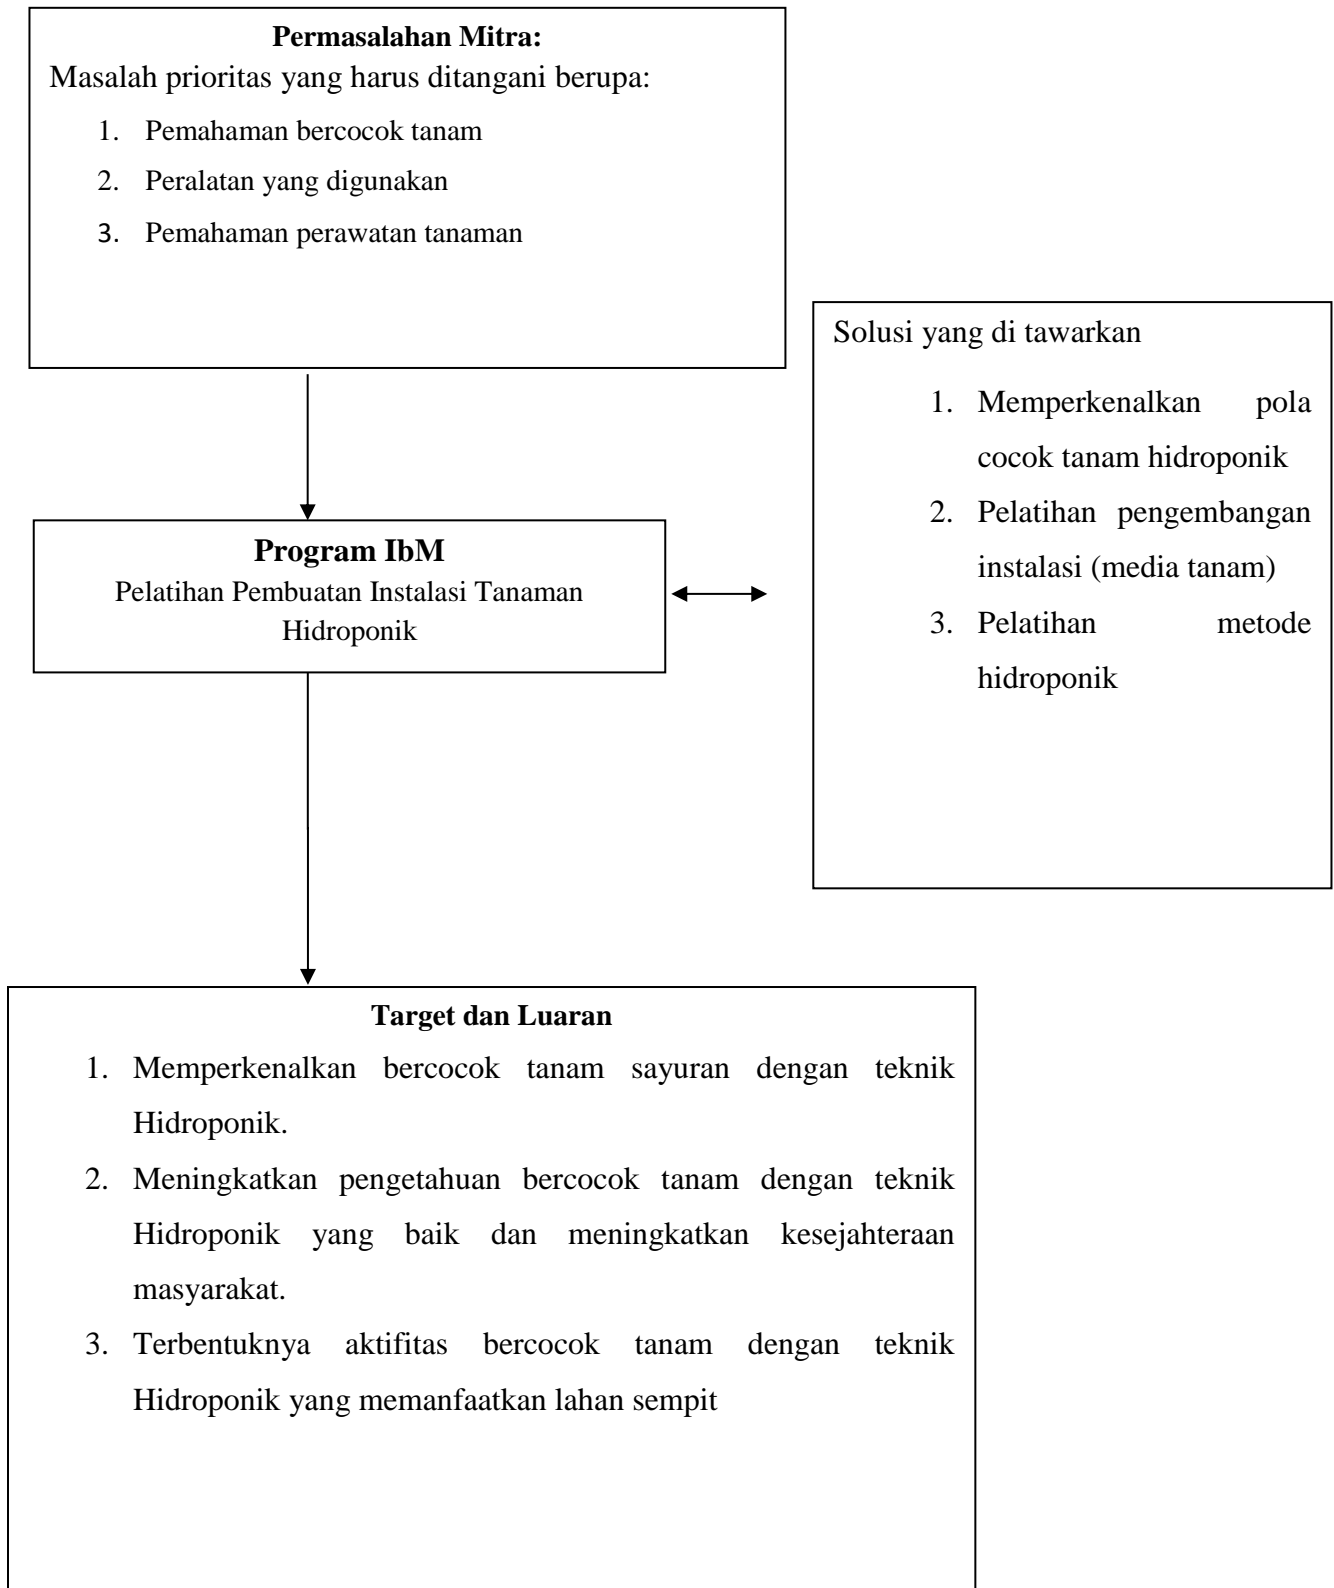 Permasalahan Mitra:
Masalah prioritas yang harus ditangani berupa:
1. Pemahaman bercocok tanam
2. Peralatan yang digunakan
3. Pemahaman perawatan tanaman
Solusi yang di tawarkan
1. Memperkenalkan pola
cocok tanam hidroponik
2. Pelatihan pengembangan
instalasi (media tanam)
3. Pelatihan metode
hidroponik
Program IbM
Pelatihan Pembuatan Instalasi Tanaman
Hidroponik
Target dan Luaran
1. Memperkenalkan bercocok tanam sayuran dengan teknik
Hidroponik.
2. Meningkatkan pengetahuan bercocok tanam dengan teknik
Hidroponik yang baik dan meningkatkan kesejahteraan
masyarakat.
3. Terbentuknya aktifitas bercocok tanam dengan teknik
Hidroponik yang memanfaatkan lahan sempit